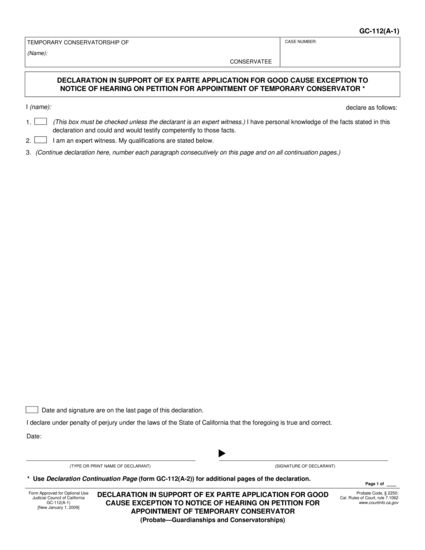 GC-112(A-1)
TEMPORARY CONSERVATORSHIP OF
(Name):
CONSERVATEE
CASE NUMBER:
DECLARATION IN SUPPORT OF EX PARTE APPLICATION FOR GOOD CAUSE EXCEPTION TO
NOTICE OF HEARING ON PETITION FOR APPOINTMENT OF TEMPORARY CONSERVATOR *
I (name):
declare as follows:
1. (This box must be checked unless the declarant is an expert witness.) I have personal knowledge of the facts stated in this
declaration and could and would testify competently to those facts.
2. I am an expert witness. My qualifications are stated below.
3. (Continue declaration here, number each paragraph consecutively on this page and on all continuation pages.)
Date and signature are on the last page of this declaration.
I declare under penalty of perjury under the laws of the State of California that the foregoing is true and correct.
Date:
(TYPE OR PRINT NAME OF DECLARANT)
(SIGNATURE OF DECLARANT)
* Use Declaration Continuation Page (form GC-112(A-2)) for additional pages of the declaration.
Page 1 of ____
Form Approved for Optional Use
Judicial Council of California
GC-112(A-1)
[New January 1, 2009]
DECLARATION IN SUPPORT OF EX PARTE APPLICATION FOR GOOD
CAUSE EXCEPTION TO NOTICE OF HEARING ON PETITION FOR
APPOINTMENT OF TEMPORARY CONSERVATOR
(Probate—Guardianships and Conservatorships)
Probate Code, § 2250;
Cal. Rules of Court, rule 7.1062
www.courtinfo.ca.gov